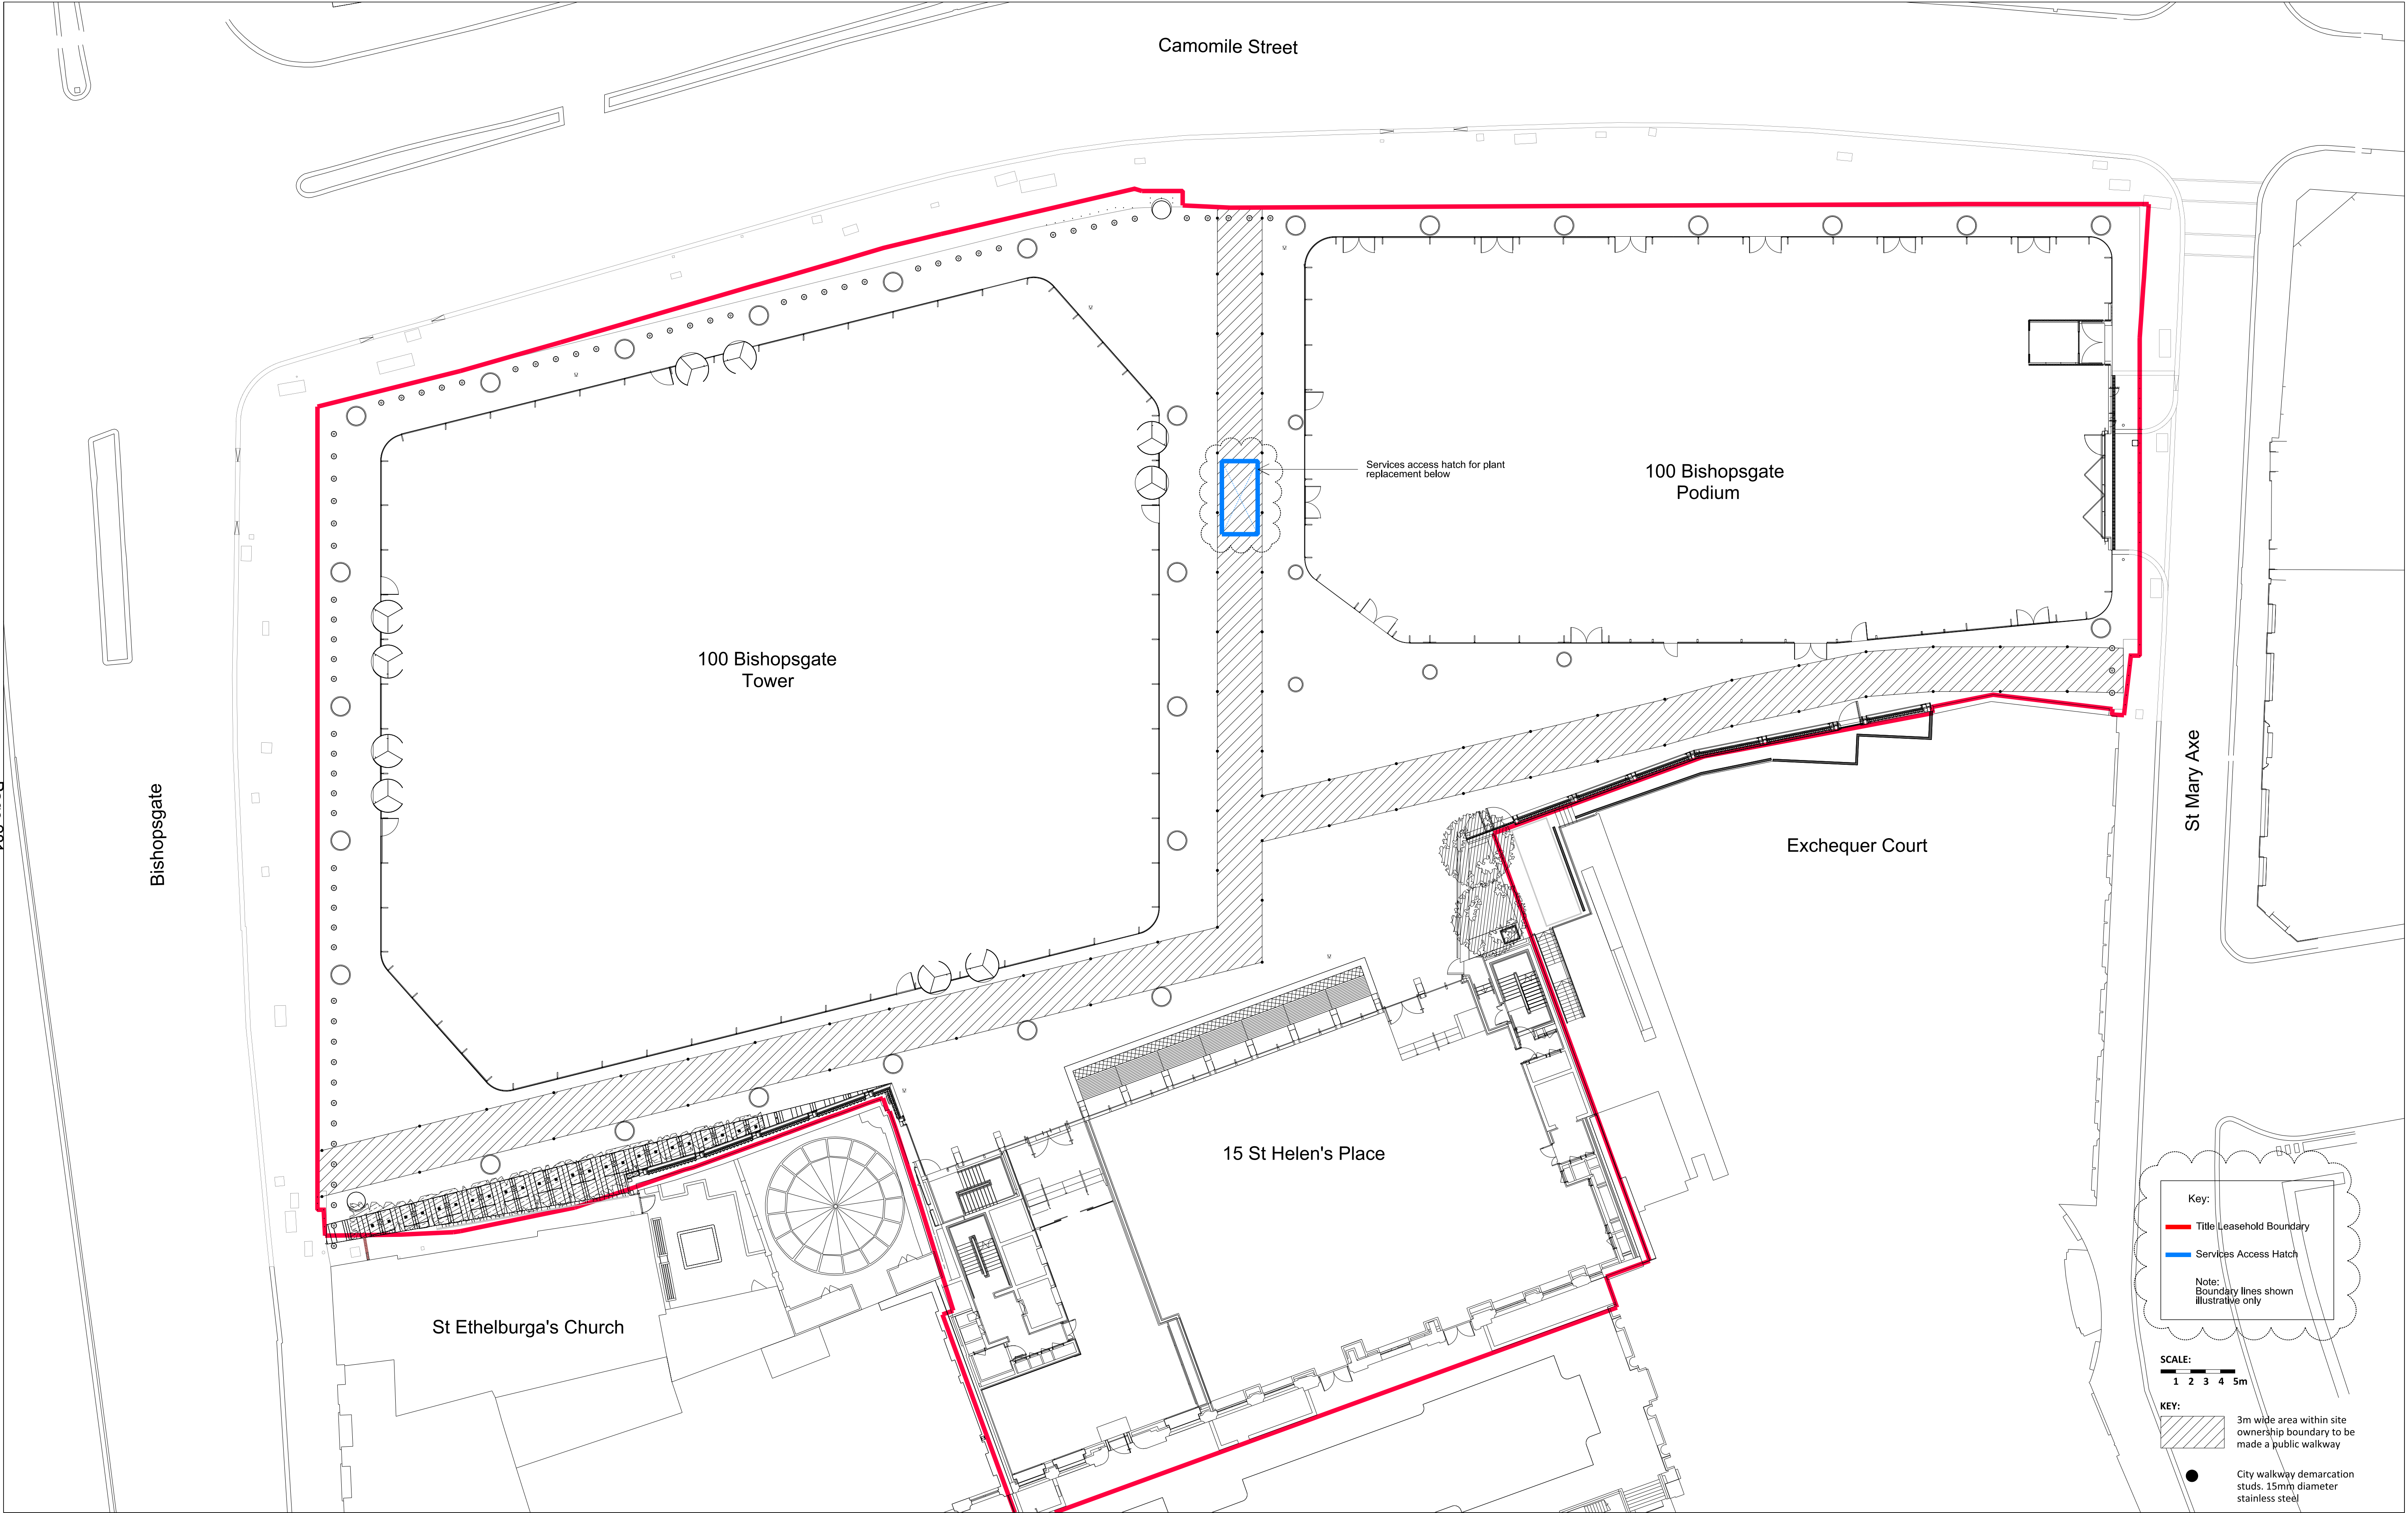 Camomile Street
Services access hatch for plant
replacement below
100 Bishopsgate
Podium
100 Bishopsgate
Tower
Bishopsgate
St Mary Axe
Exchequer Court
15 St Helen's Place
St Ethelburga's Church
Key:
Title Leasehold Boundary
Services Access Hatch
Note:
Boundary lines shown
illustrative only
SCALE:
1 2 3 4 5m
KEY:
3m wide area within site
ownership boundary to be
made a public walkway
City walkway demarcation
studs. 15mm diameter
stainless steel